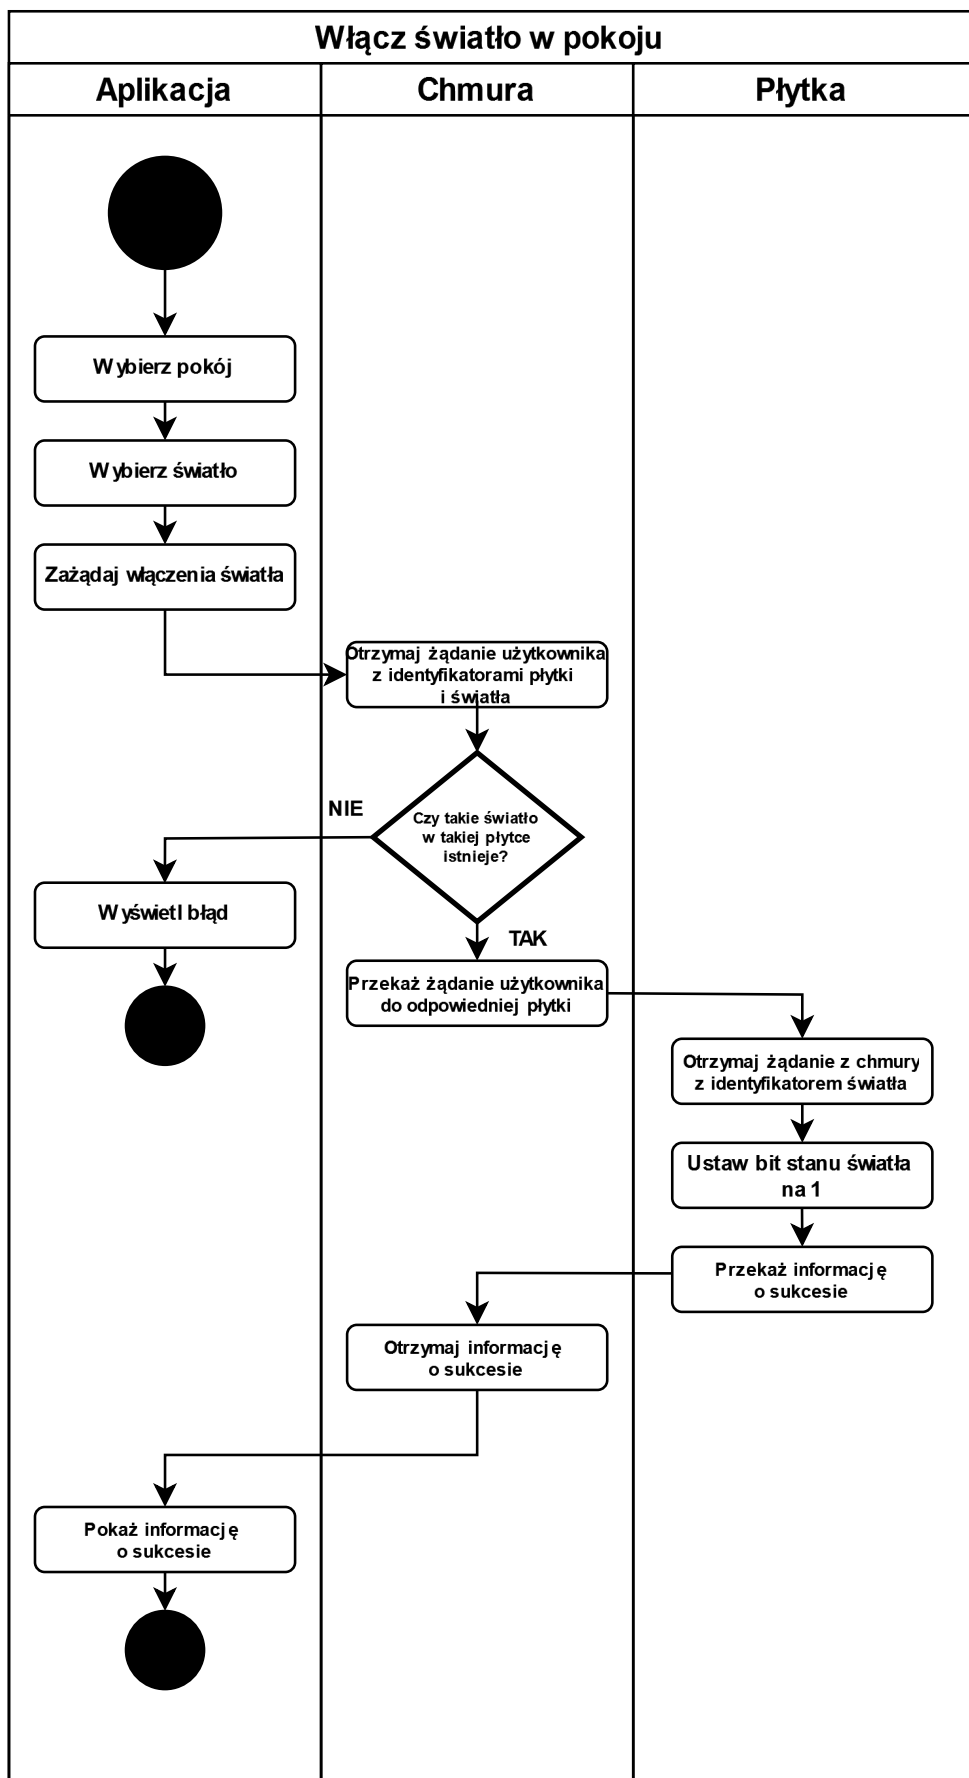 Włącz światło w pokoju
Aplikacja
Chmura
Płytka
Wybierz pokój
Wybierz światło
Zażądaj włączenia światła
Otrzymaj żądanie użytkownika
z identyfikatorami płytki
i światła
Czy takie światło
w takiej płytce
istnieje?
NIE
Wyświetl błąd
TAK
Przekaż żądanie użytkownika
do odpowiedniej płytki
Otrzymaj żądanie z chmury
z identyfikatorem światła
Ustaw bit stanu światła
na 1
Przekaż informację
o sukcesie
Otrzymaj informację
o sukcesie
Pokaż informację
o sukcesie